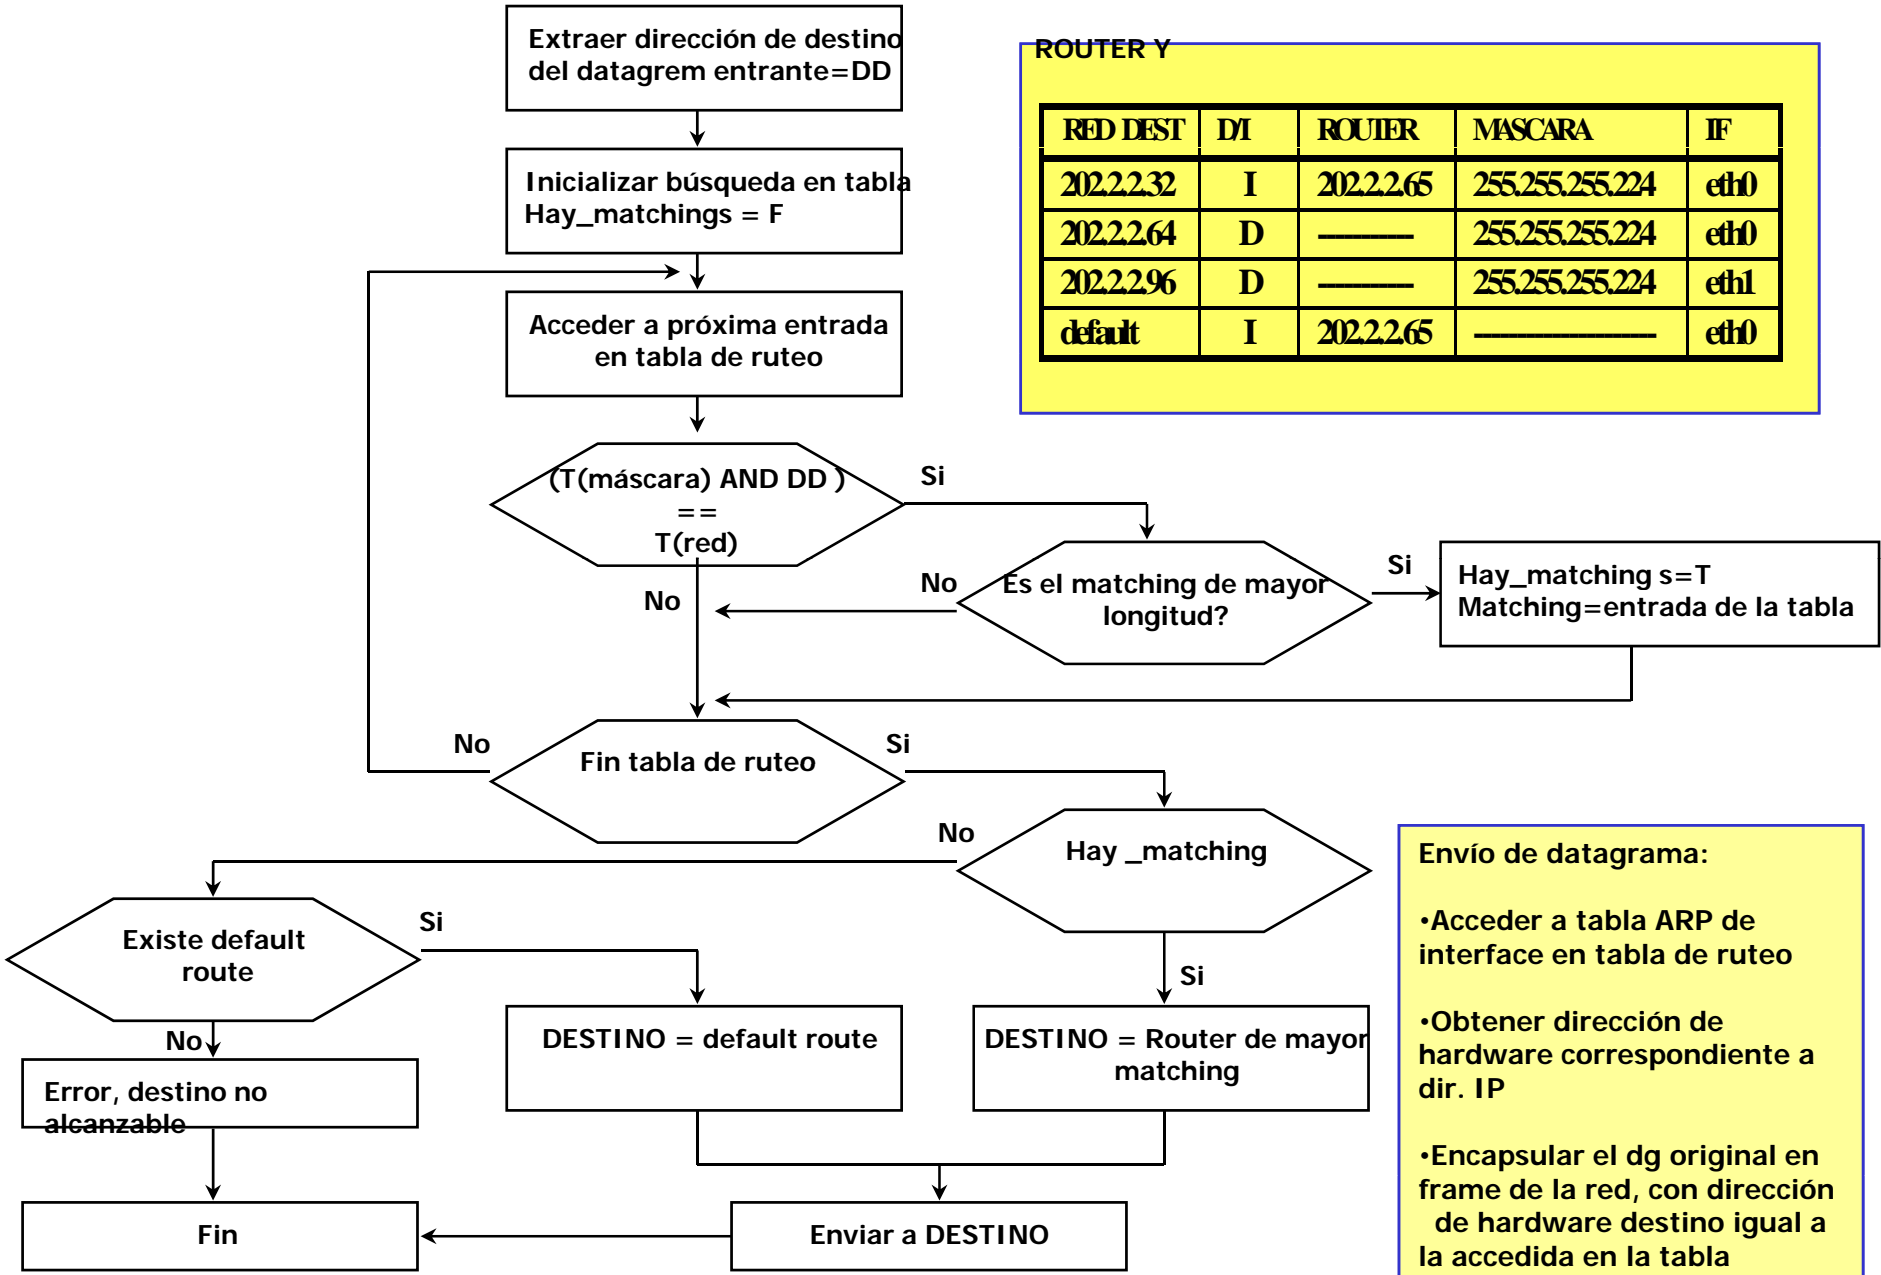 Extraer dirección de destino
del datagrem entrante=DD
Inicializar búsqueda en tabla
Hay_matchings = F
Acceder a próxima entrada
en tabla de ruteo
(T(máscara) AND DD )
==
T(red)
Si
No
Es el matching de mayor
longitud?
No
Si
Hay_matching s=T
Matching=entrada de la tabla
Fin tabla de ruteo
No
Si
Hay _matching
No
Si
Existe default
route
Si
No
DESTINO = default route
DESTINO = Router de mayor
matching
Error, destino no
alcanzable
Fin
Enviar a DESTINO
ROUTER Y
RED DEST D/I ROUTER MASCARA IF
202.2.2.32 I 202.2.2.65 255.255.255.224 eth0
202.2.2.64 D ----------- 255.255.255.224 eth0
202.2.2.96 D ----------- 255.255.255.224 eth1
default I 202.2.2.65 --------------------- eth0
Envío de datagrama:
•Acceder a tabla ARP de
interface en tabla de ruteo
•Obtener dirección de
hardware correspondiente a
dir. IP
•Encapsular el dg original en
frame de la red, con dirección
de hardware destino igual a
la accedida en la tabla